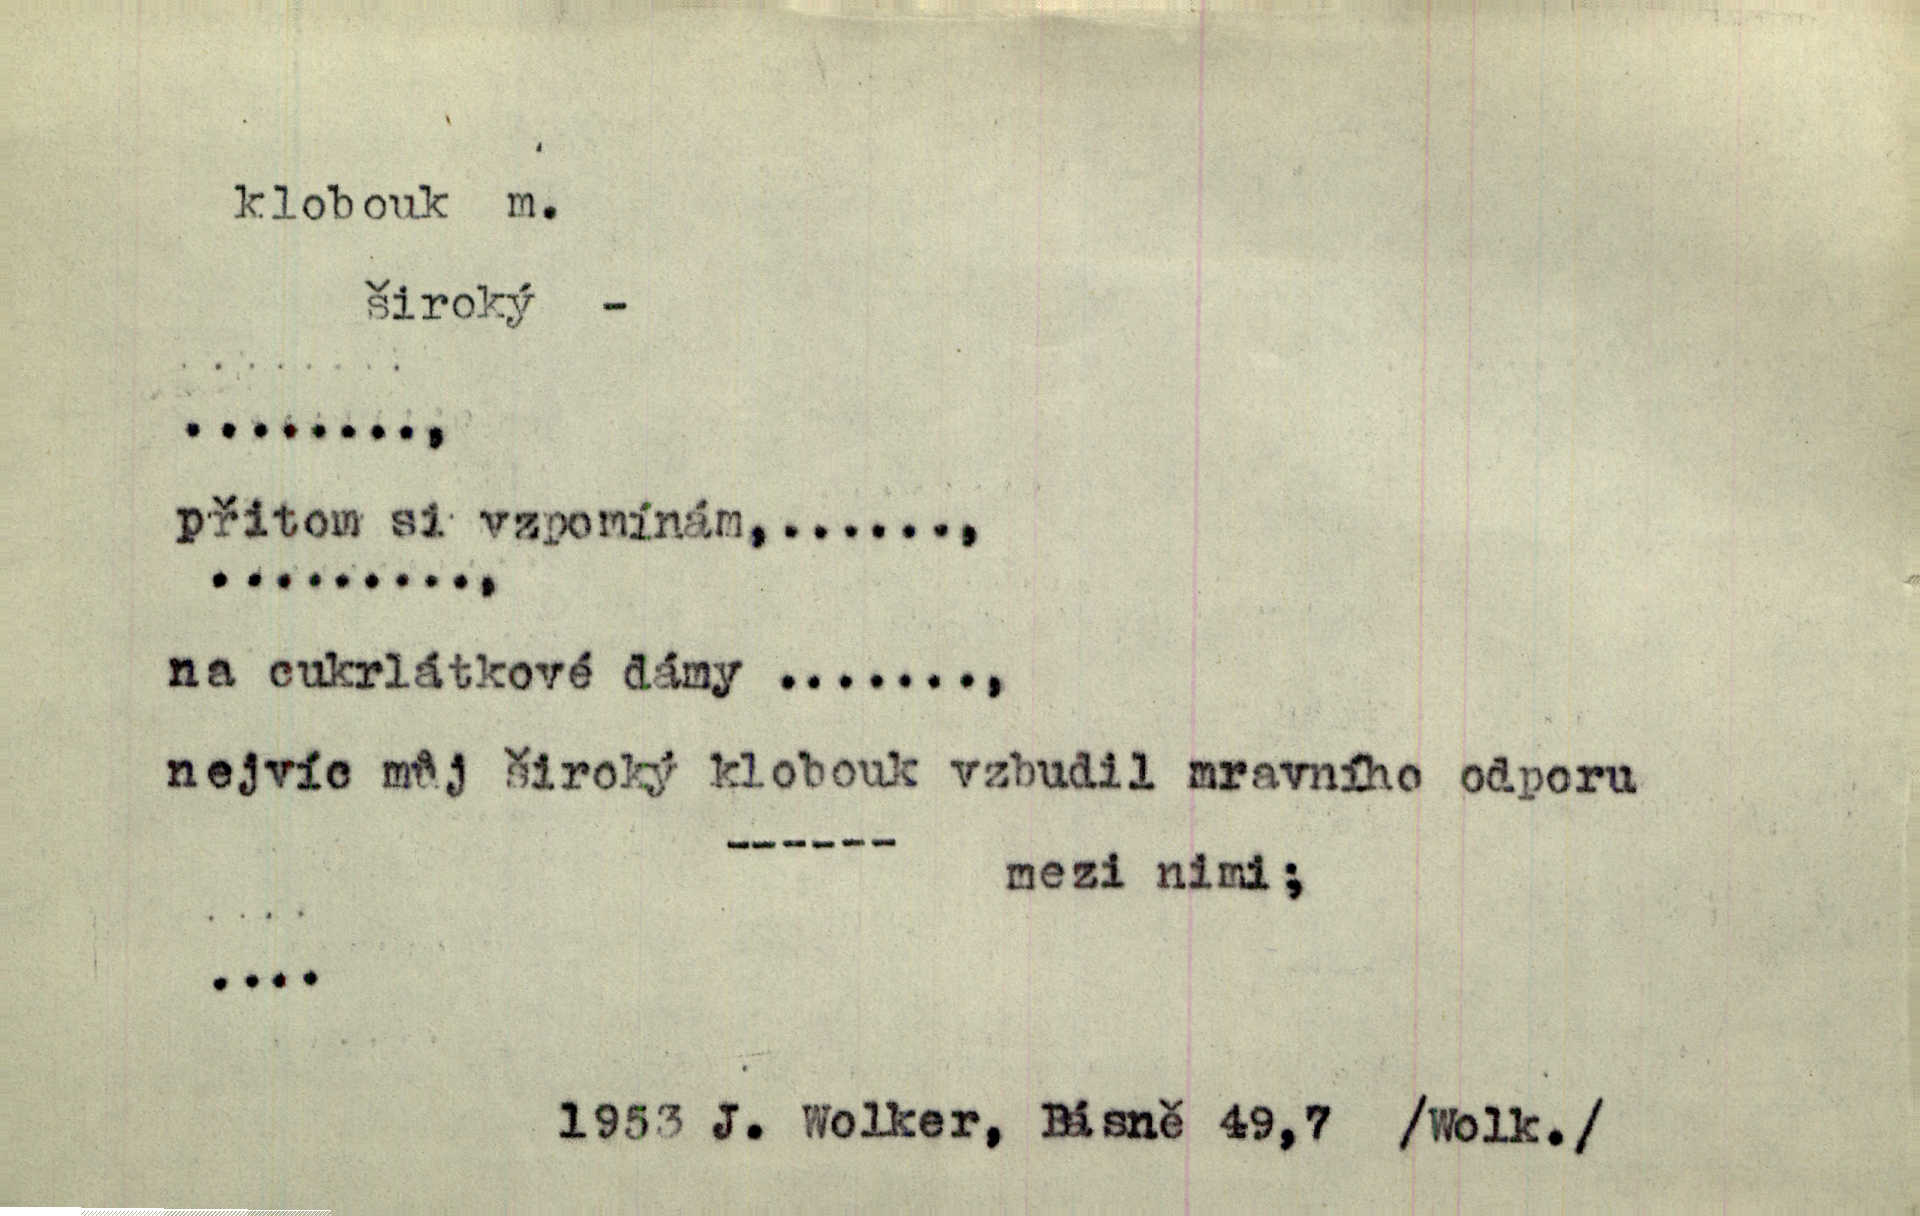 klobouk m.
široký -
........,
přitom si vzpomínám,.......,
.........,
na cukrlátkové dámy .......,
nejvíc můj široký klobouk vzbudil mravního odporu
------
mezi nimi;
....
1953 J. Wolker, Básně 49,7 /Wolk./